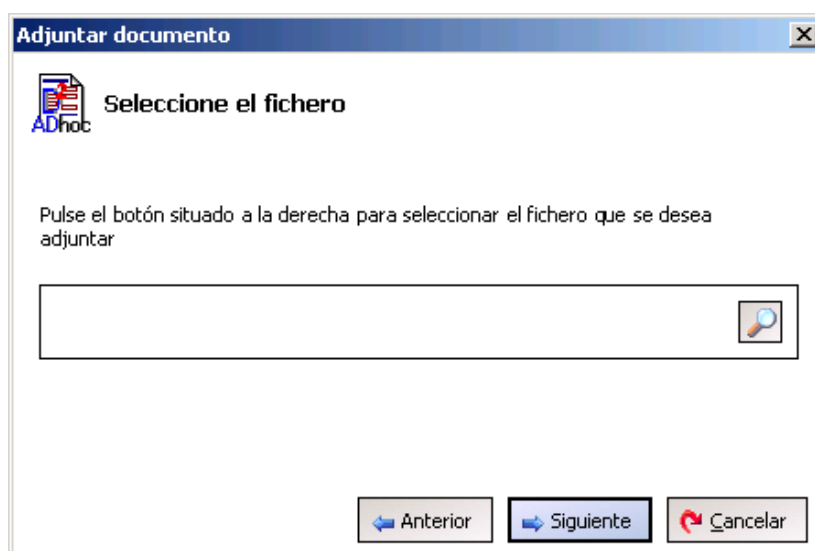 Adjuntar documento
ADhoc
Seleccione el fichero
Pulse el botón situado a la derecha para seleccionar el fichero que se desea
adjuntar
Anterior
Siguiente
Cancelar